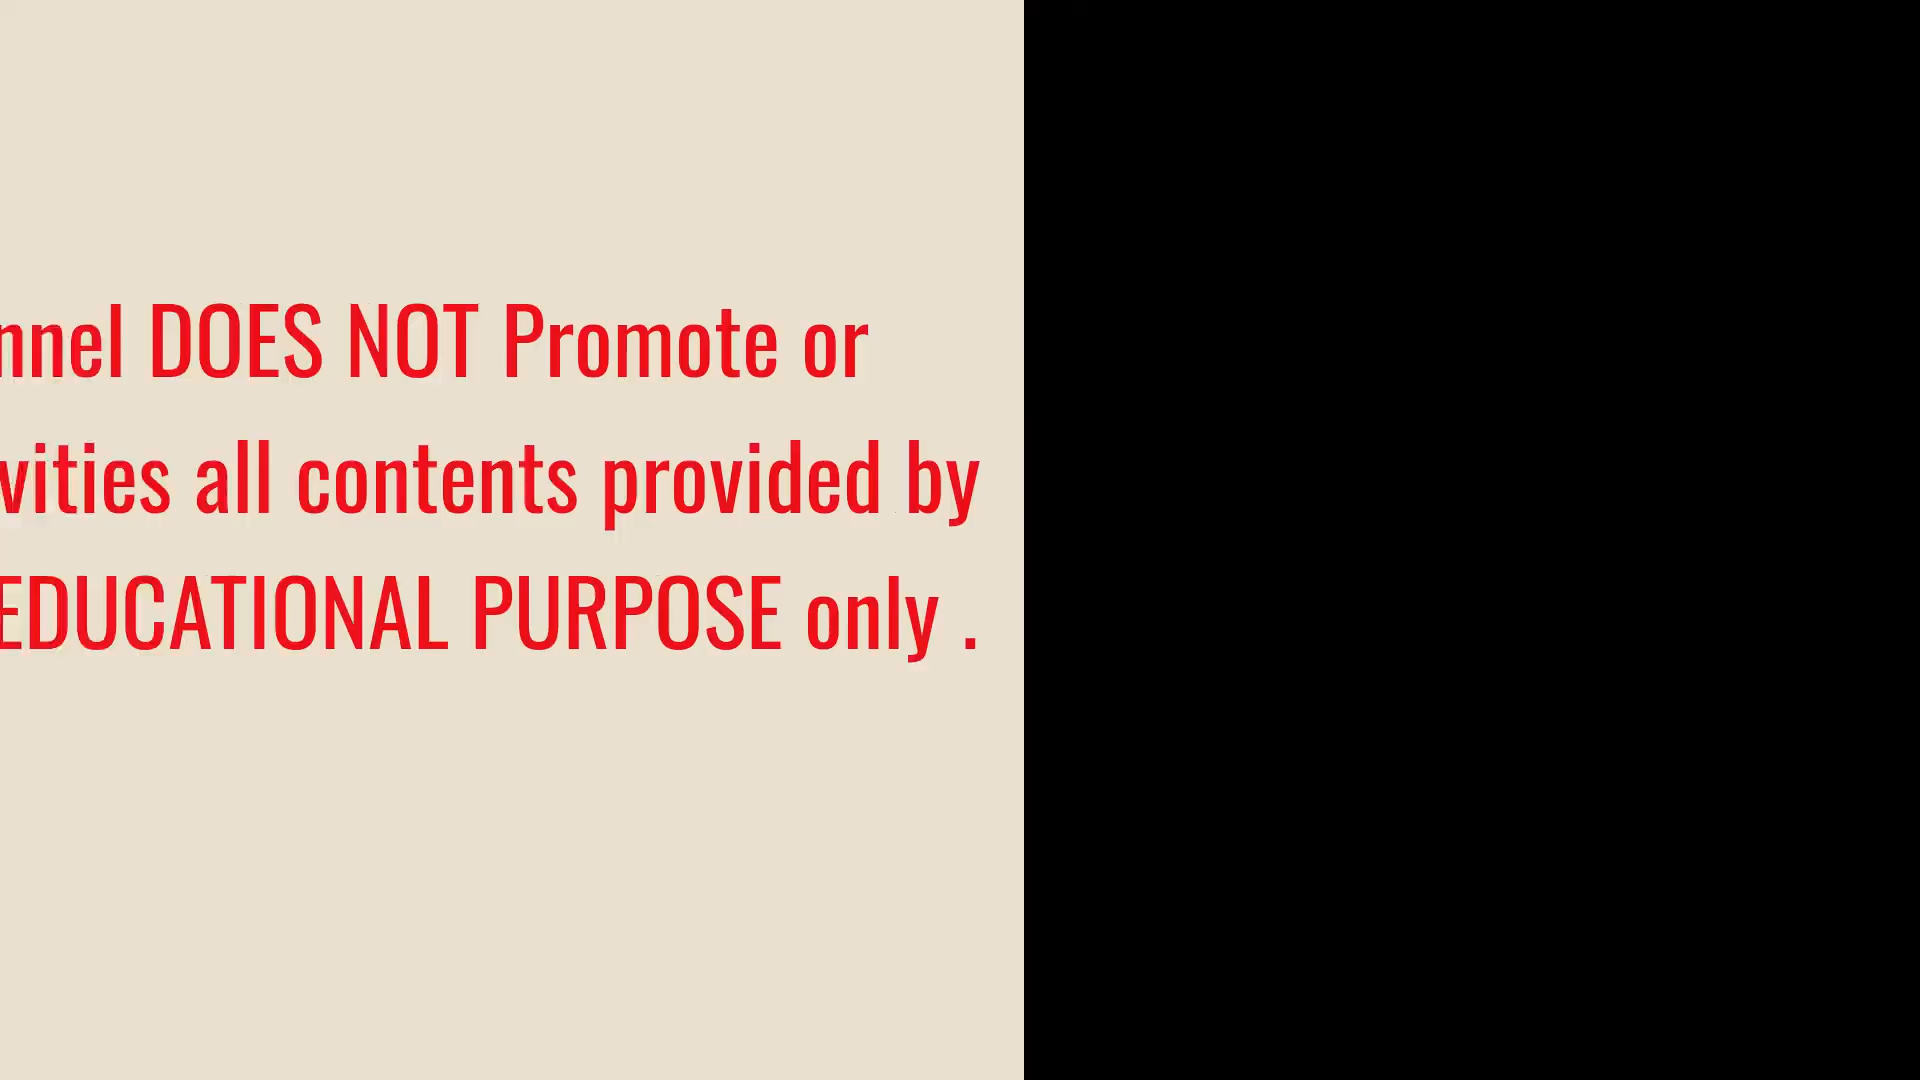 nnel DOES NOT Promote or
vities all contents provided by
EDUCATIONAL PURPOSE only .